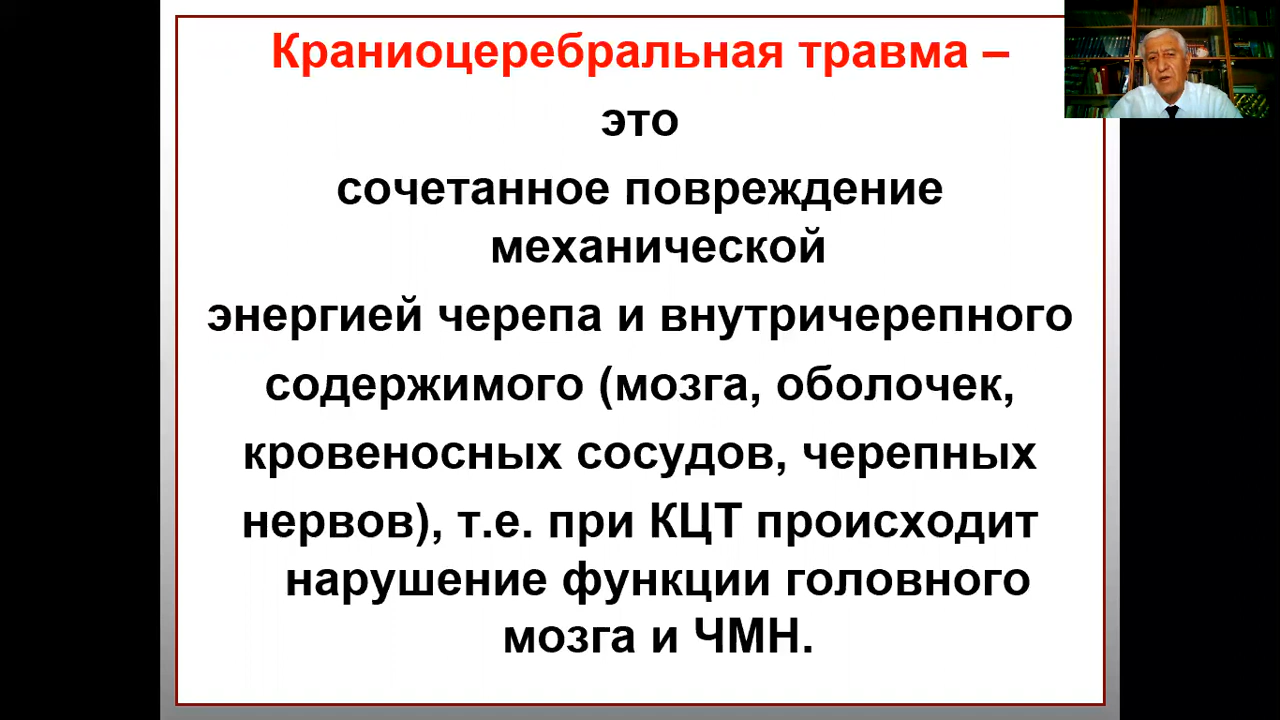 Краниоцеребральная травма –
это
сочетанное повреждение
механической
энергией черепа и внутричерепного
содержимого (мозга, оболочек,
кровеносных сосудов, черепных
нервов), т.е. при КЦТ происходит
нарушение функции головного
мозга и ЧМН.